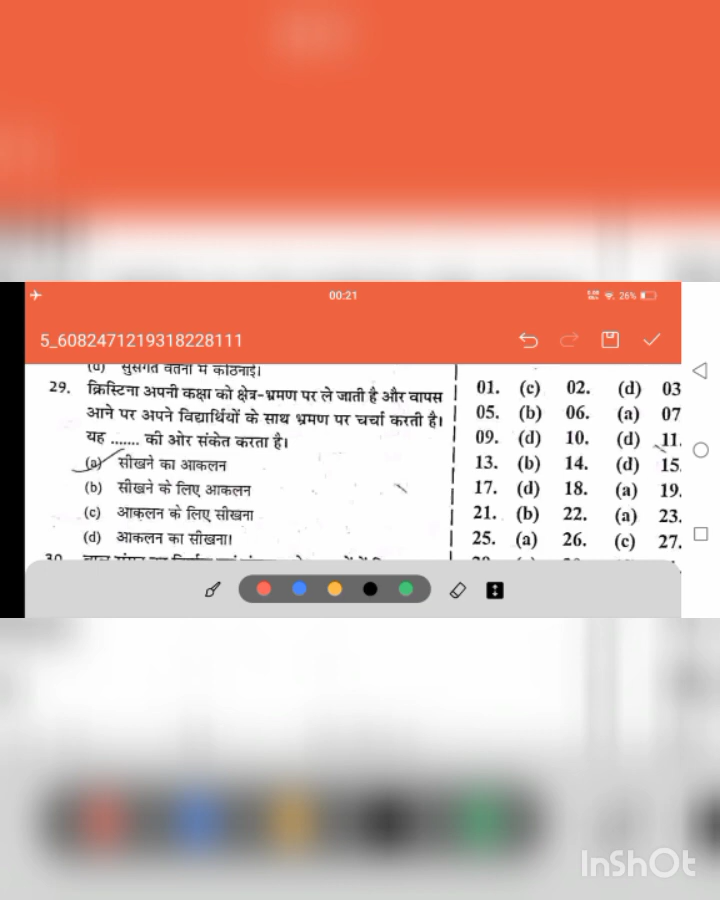 00:21
26%
5_6082471219318228111
29. क्रिस्टिना अपनी कक्षा को क्षेत्र-भ्रमण पर ले जाती है और वापस
आने पर अपने विद्यार्थियों के साथ भ्रमण पर चर्चा करती है।
यह ....... की ओर संकेत करता है।
(a) सीखने का आकलन
(b) सीखने के लिए आकलन
(c) आकलन के लिए सीखना
(d) आकलन का सीखना।
30.
01. (c) 02. (d) 03
05. (b) 06. (a) 07
09. (d) 10. (d) 11.
13. (b) 14. (d) 15.
17. (d) 18. (a) 19.
21. (b) 22. (a) 23.
25. (a) 26. (c) 27.
InShOt